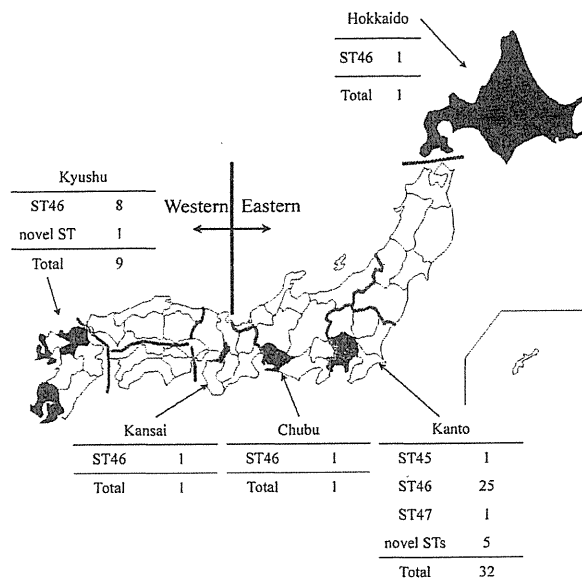 Hokkaido
ST46 1
Total 1
Kyushu
ST46 8
novel ST 1
Total 9
Western Eastern
Kansai
ST46 1
Total 1
Chubu
ST46 1
Total 1
Kanto
ST45 1
ST46 25
ST47 1
novel STs 5
Total 32